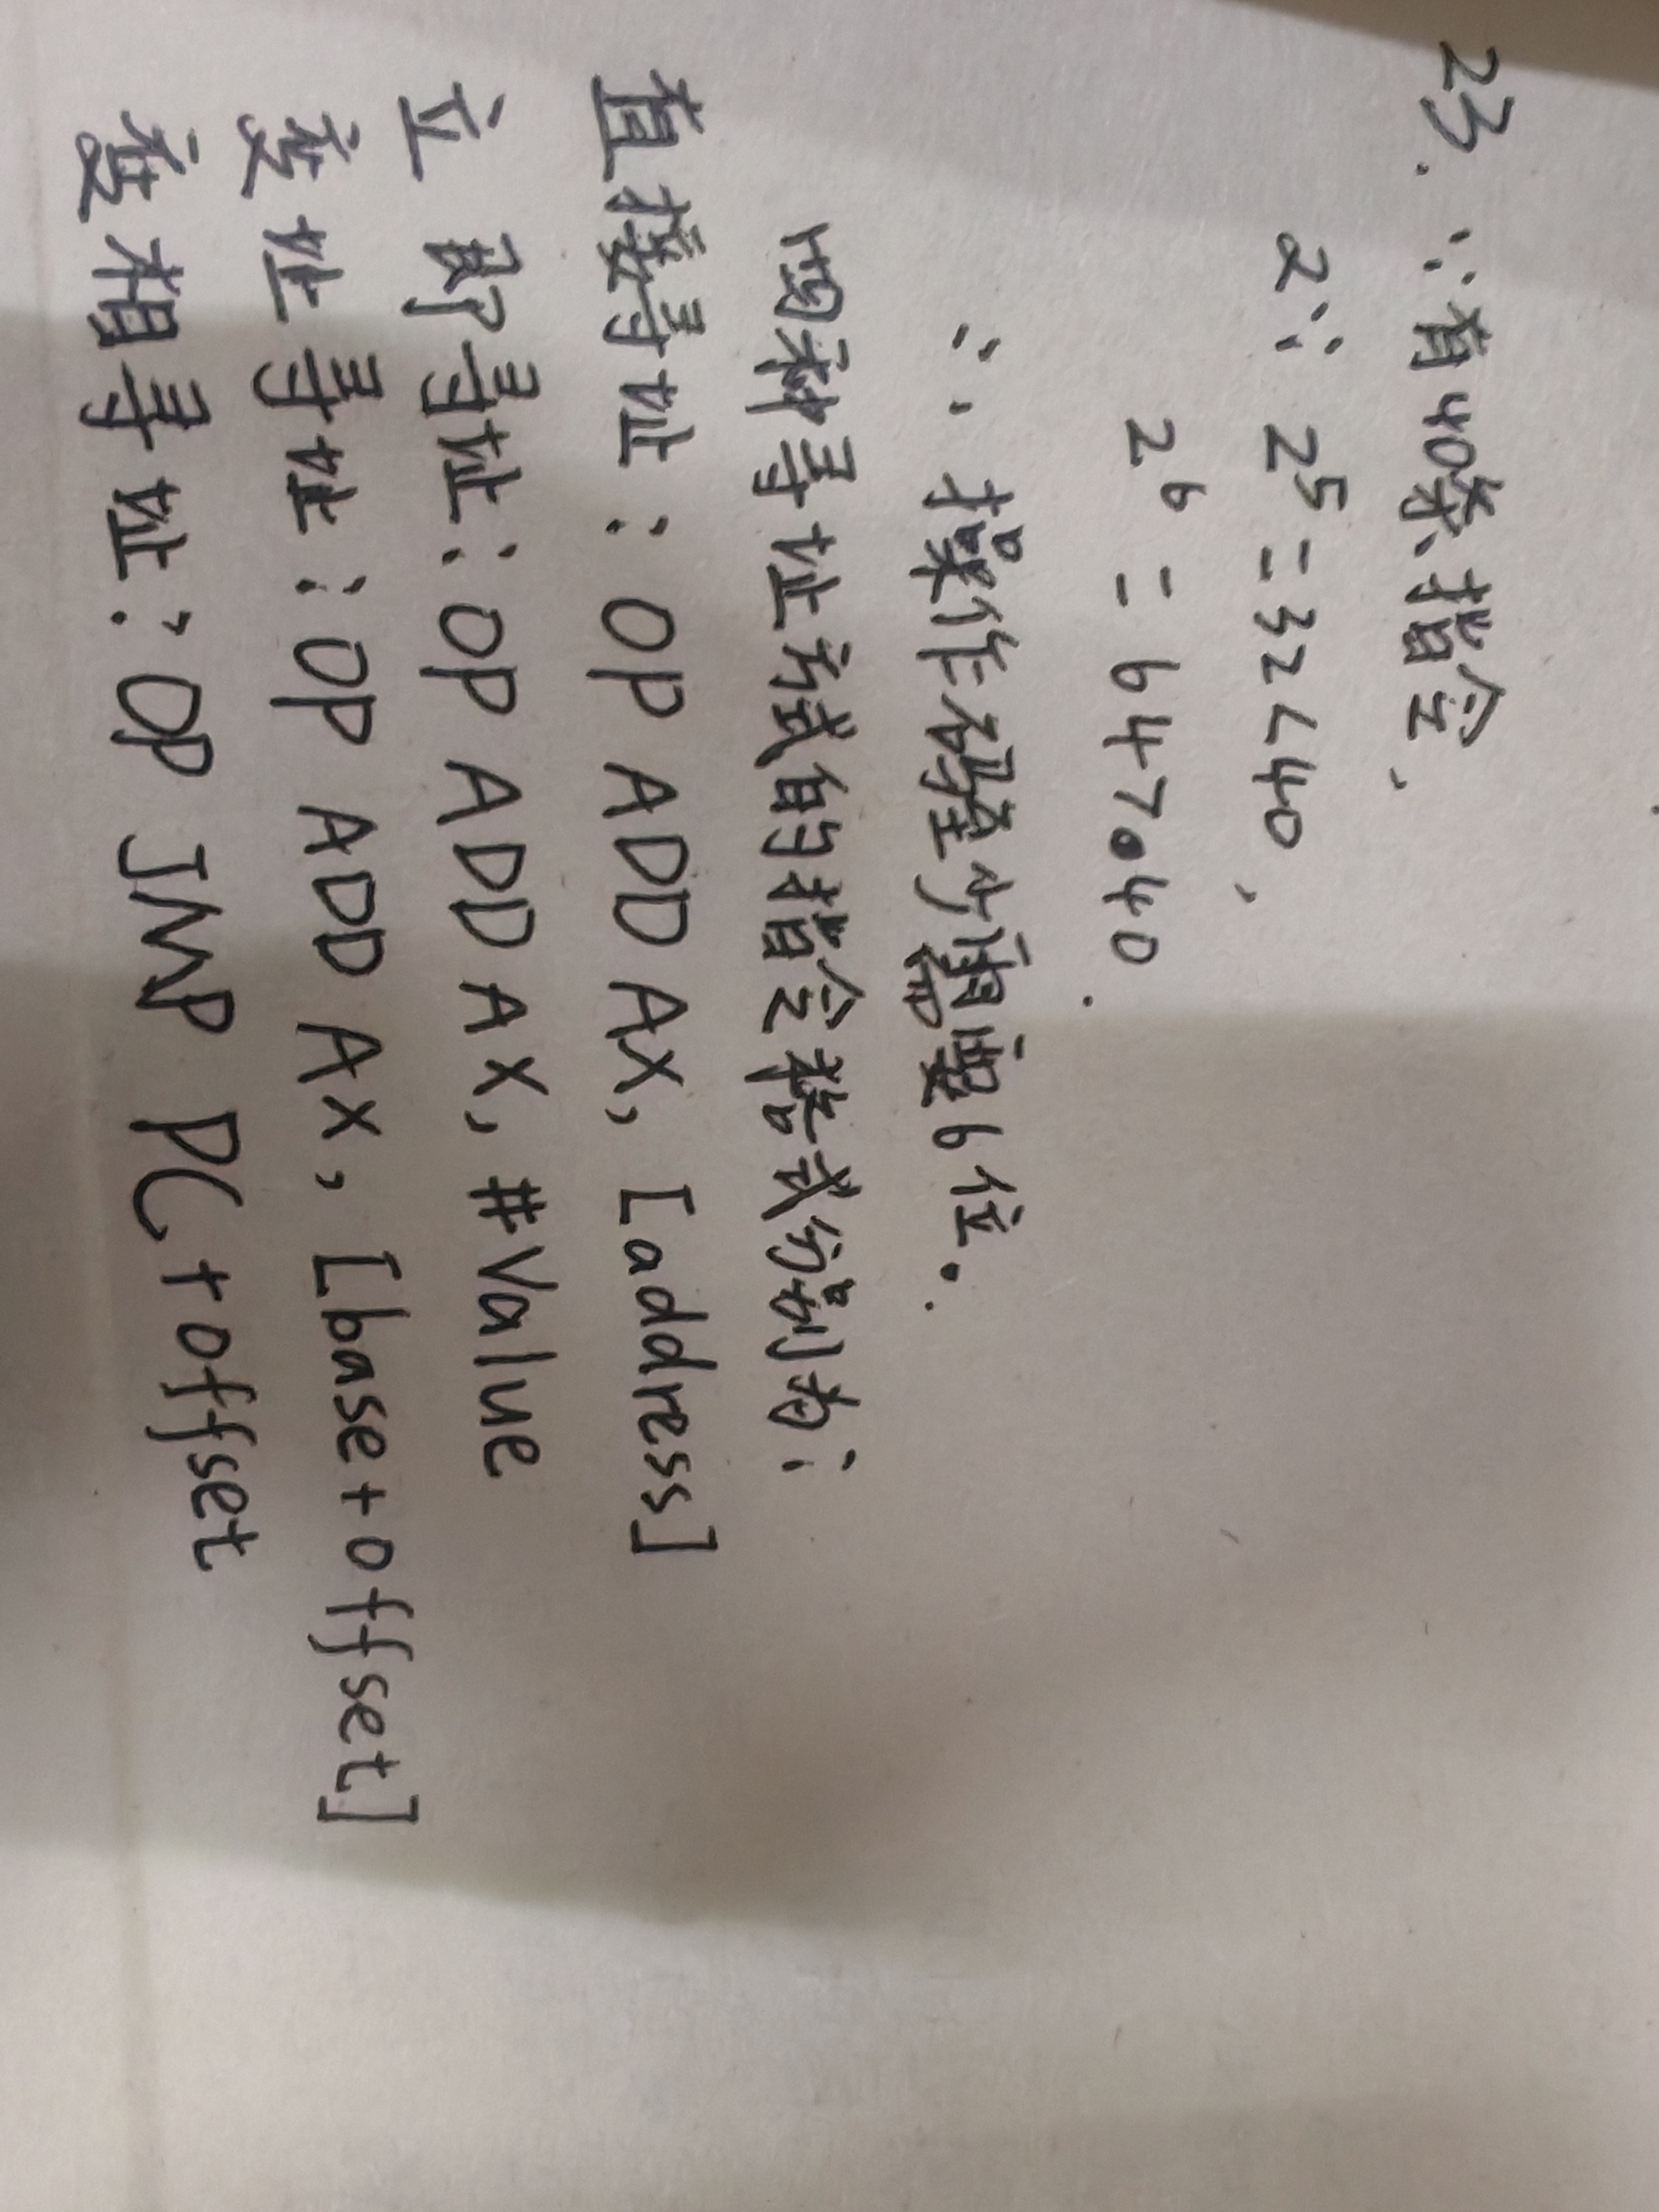 23. ∵有40条指令,
又∵ 2^5=32<40,
2^6 = 64>40.
∴ 操作码至少需要6位。
四种寻址方式的指令格式分别为:
直接寻址: OP ADD AX, [address]
立即寻址: OP ADD AX, #Value
变址寻址: OP ADD AX, [base+offset]
变相寻址: OP JMP PC+offset